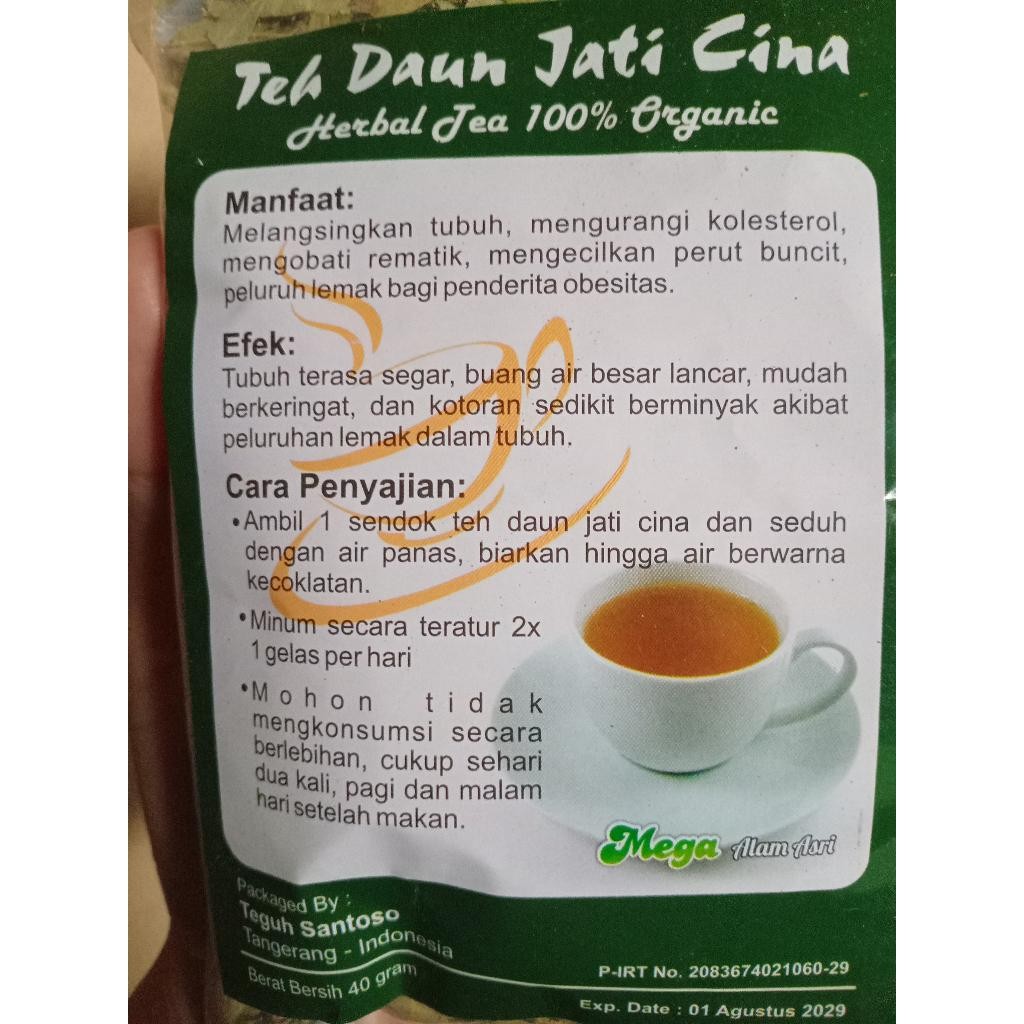 Teh Daun Jati Cina
Herbal Tea 100% Organic
Manfaat:
Melangsingkan tubuh, mengurangi kolesterol,
mengobati rematik, mengecilkan perut buncit,
peluruh lemak bagi penderita obesitas.
Efek:
Tubuh terasa segar, buang air besar lancar, mudah
berkeringat, dan kotoran sedikit berminyak akibat
peluruhan lemak dalam tubuh.
Cara Penyajian:
•Ambil 1 sendok teh daun jati cina dan seduh
dengan air panas, biarkan hingga air berwarna
kecoklatan.
•Minum secara teratur 2x
1 gelas per hari
•Mohon tidak
mengkonsumsi secara
berlebihan, cukup sehari
dua kali, pagi dan malam
hari setelah makan.
Mega Alam Asri
Packaged By :
Teguh Santoso
Tangerang - Indonesia
Berat Bersih 40 gram
P-IRT No. 2083674021060-29
Exp. Date : 01 Agustus 2029